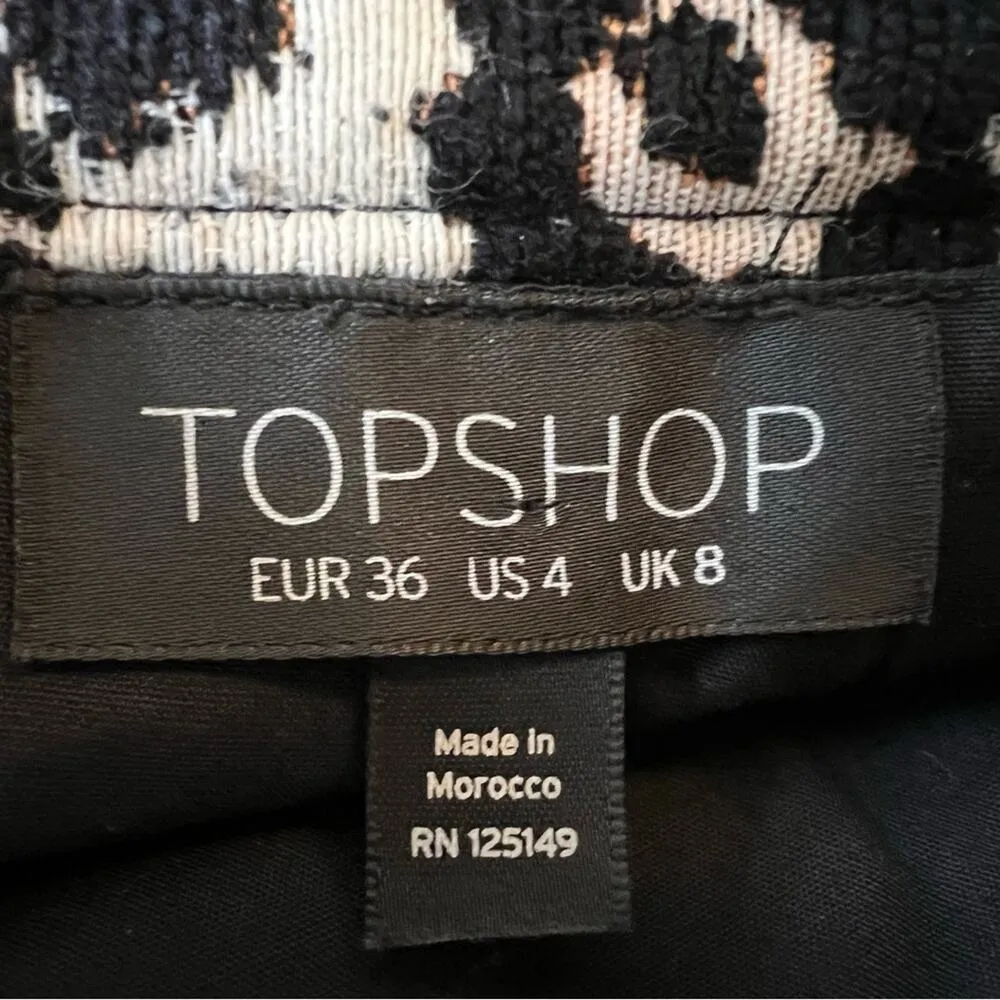 TOPSHOP
EUR 36 US 4 UK 8
Made In
Morocco
RN 125149